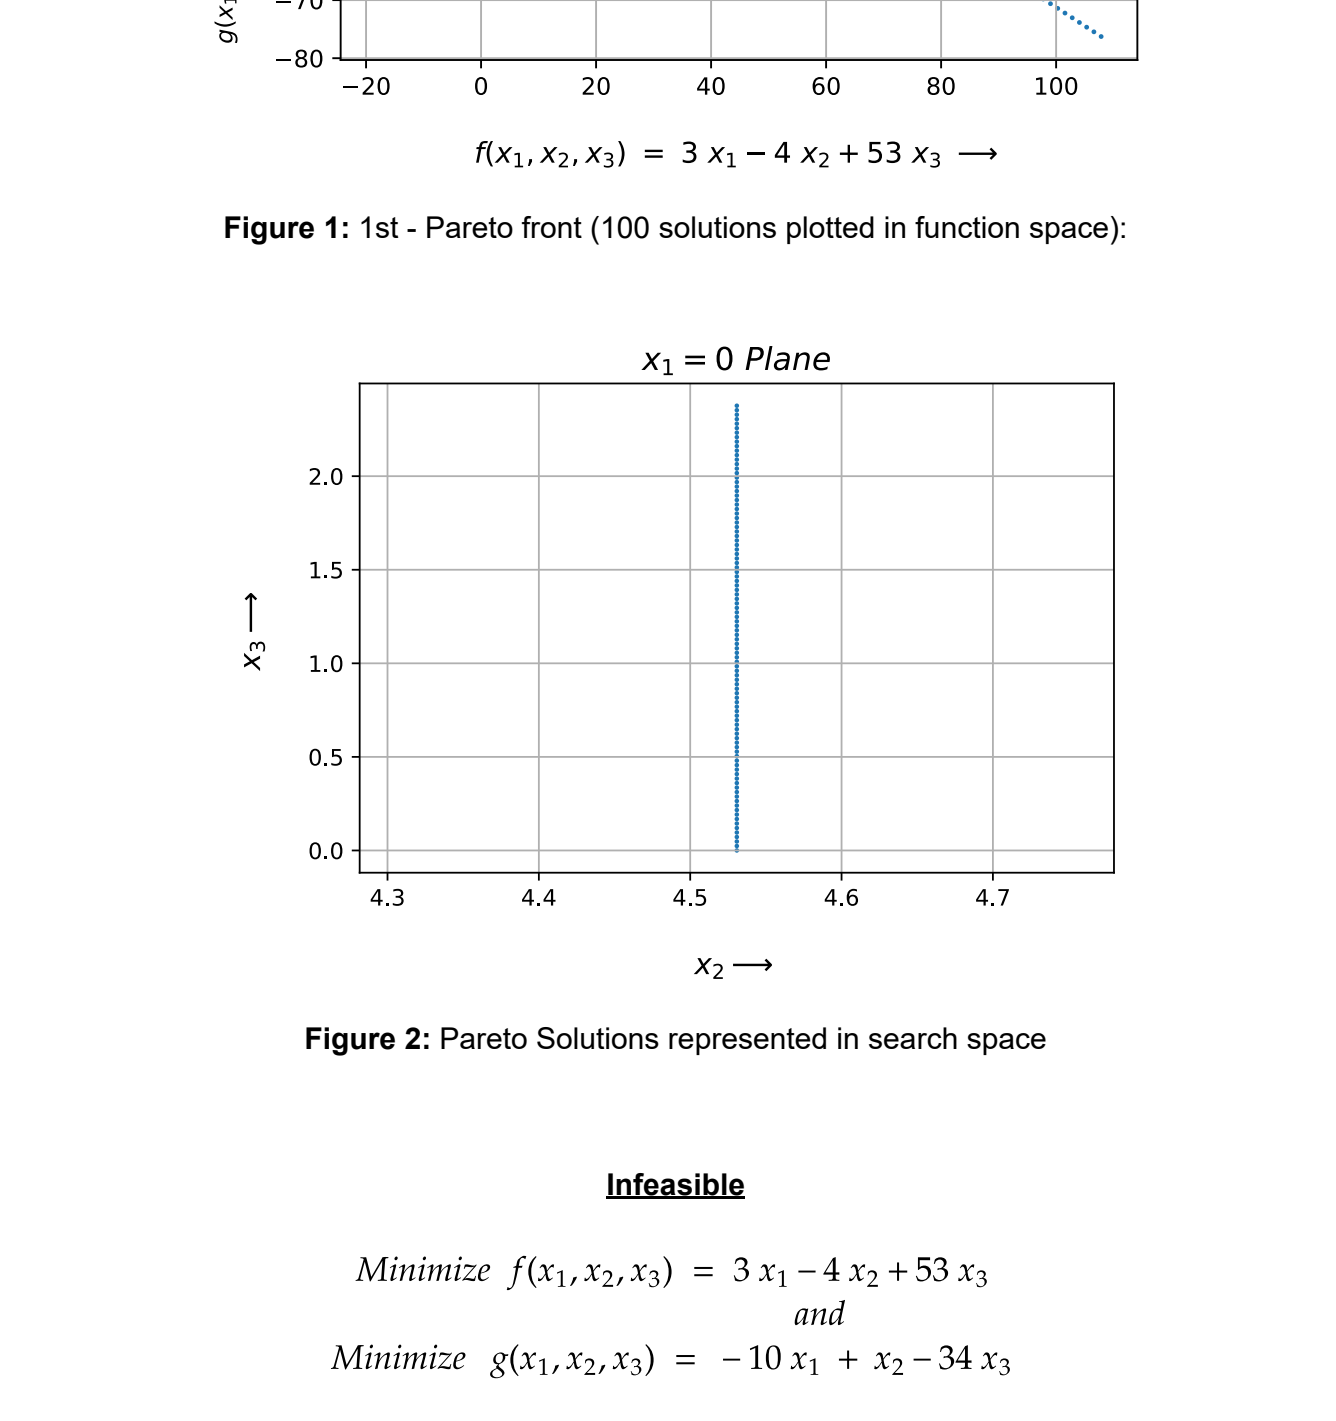 g(x₁
−70
−80
−20 0 20 40 60 80 100
f(x₁, x₂, x₃) = 3 x₁ − 4 x₂ + 53 x₃ ⟶
Figure 1: 1st - Pareto front (100 solutions plotted in function space):
x₁ = 0 Plane
2.0
1.5
1.0
0.5
0.0
x₃ ⟶
4.3 4.4 4.5 4.6 4.7
x₂ ⟶
Figure 2: Pareto Solutions represented in search space
Infeasible
Minimize f(x₁, x₂, x₃) = 3 x₁ − 4 x₂ + 53 x₃
and
Minimize g(x₁, x₂, x₃) = − 10 x₁ + x₂ − 34 x₃